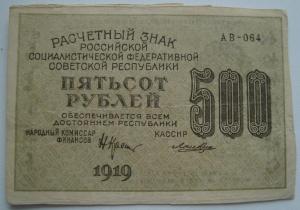 РАСЧЕТНЫЙ ЗНАК
АВ-064
РОССИЙСКОЙ
СОЦИАЛИСТИЧЕСКОЙ ФЕДЕРАТИВНОЙ
СОВЕТСКОЙ РЕСПУБЛИКИ
ПЯТЬСОТ
РУБЛЕЙ
500
ОБЕСПЕЧИВАЕТСЯ ВСЕМ
ДОСТОЯНИЕМ РЕСПУБЛИКИ
НАРОДНЫЙ КОМИССАР
ФИНАНСОВ
КАССИР
1919